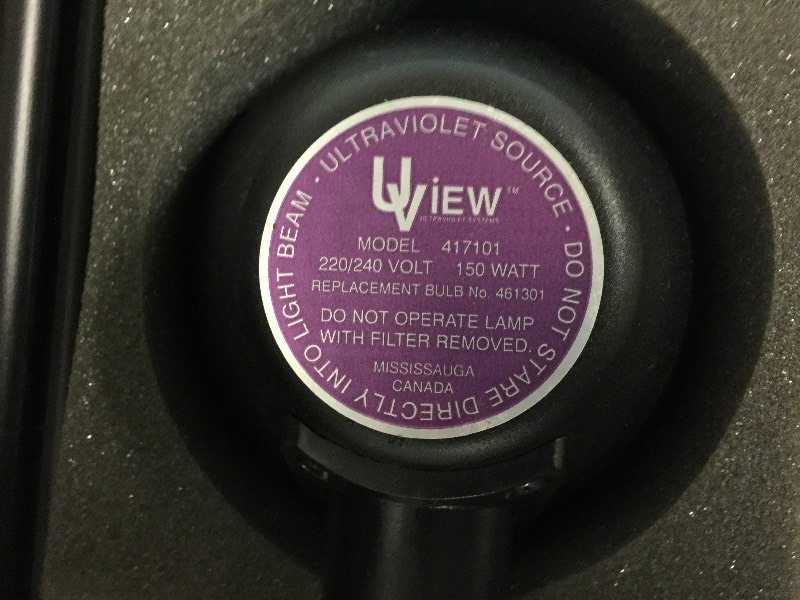 · ULTRAVIOLET SOURCE · DO NOT STARE DIRECTLY INTO LIGHT BEAM
UViEW™
ULTRAVIOLET SYSTEMS
MODEL 417101
220/240 VOLT 150 WATT
REPLACEMENT BULB No. 461301
DO NOT OPERATE LAMP
WITH FILTER REMOVED.
MISSISSAUGA
CANADA